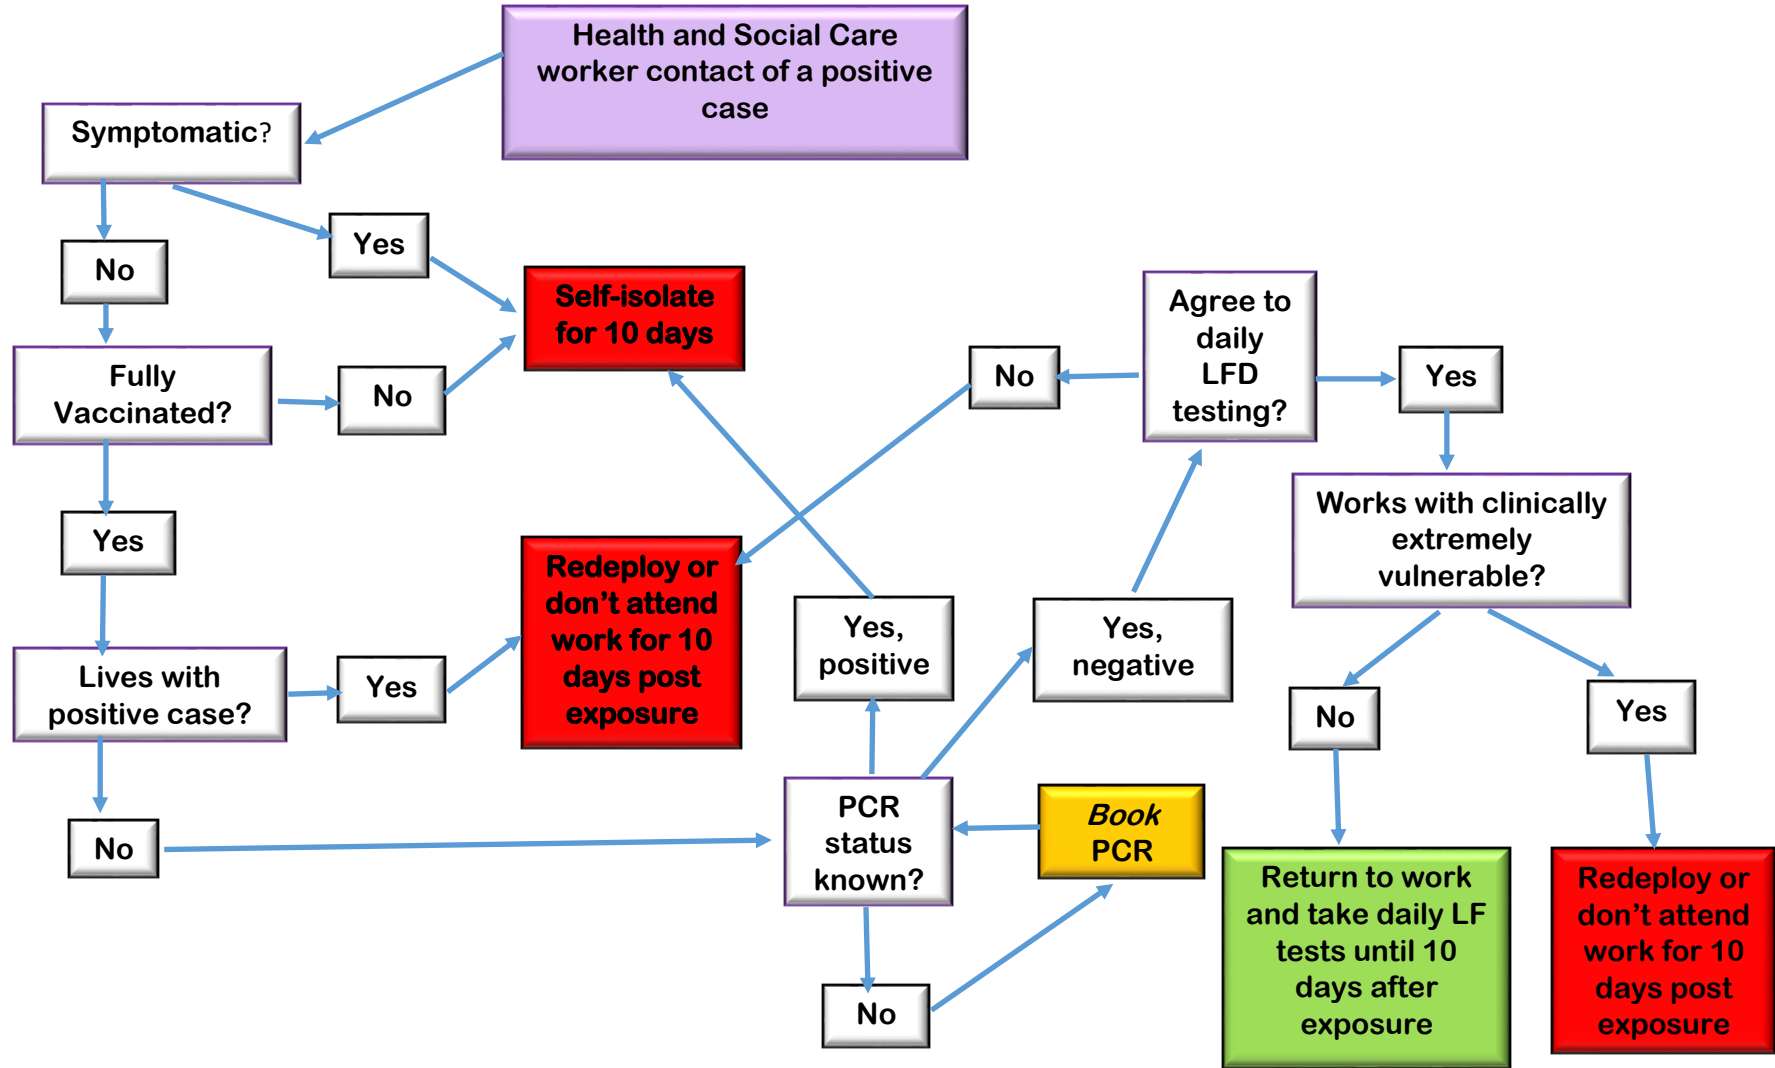 Health and Social Care
worker contact of a positive
case
Symptomatic?
Yes
No
Self-isolate
for 10 days
Fully
Vaccinated?
No
Yes
Lives with
positive case?
Yes
Redeploy or
don’t attend
work for 10
days post
exposure
No
PCR
status
known?
Book
PCR
No
Yes,
positive
Yes,
negative
Agree to
daily
LFD
testing?
No
Yes
Works with clinically
extremely
vulnerable?
No
Yes
Return to work
and take daily LF
tests until 10
days after
exposure
Redeploy or
don’t attend
work for 10
days post
exposure